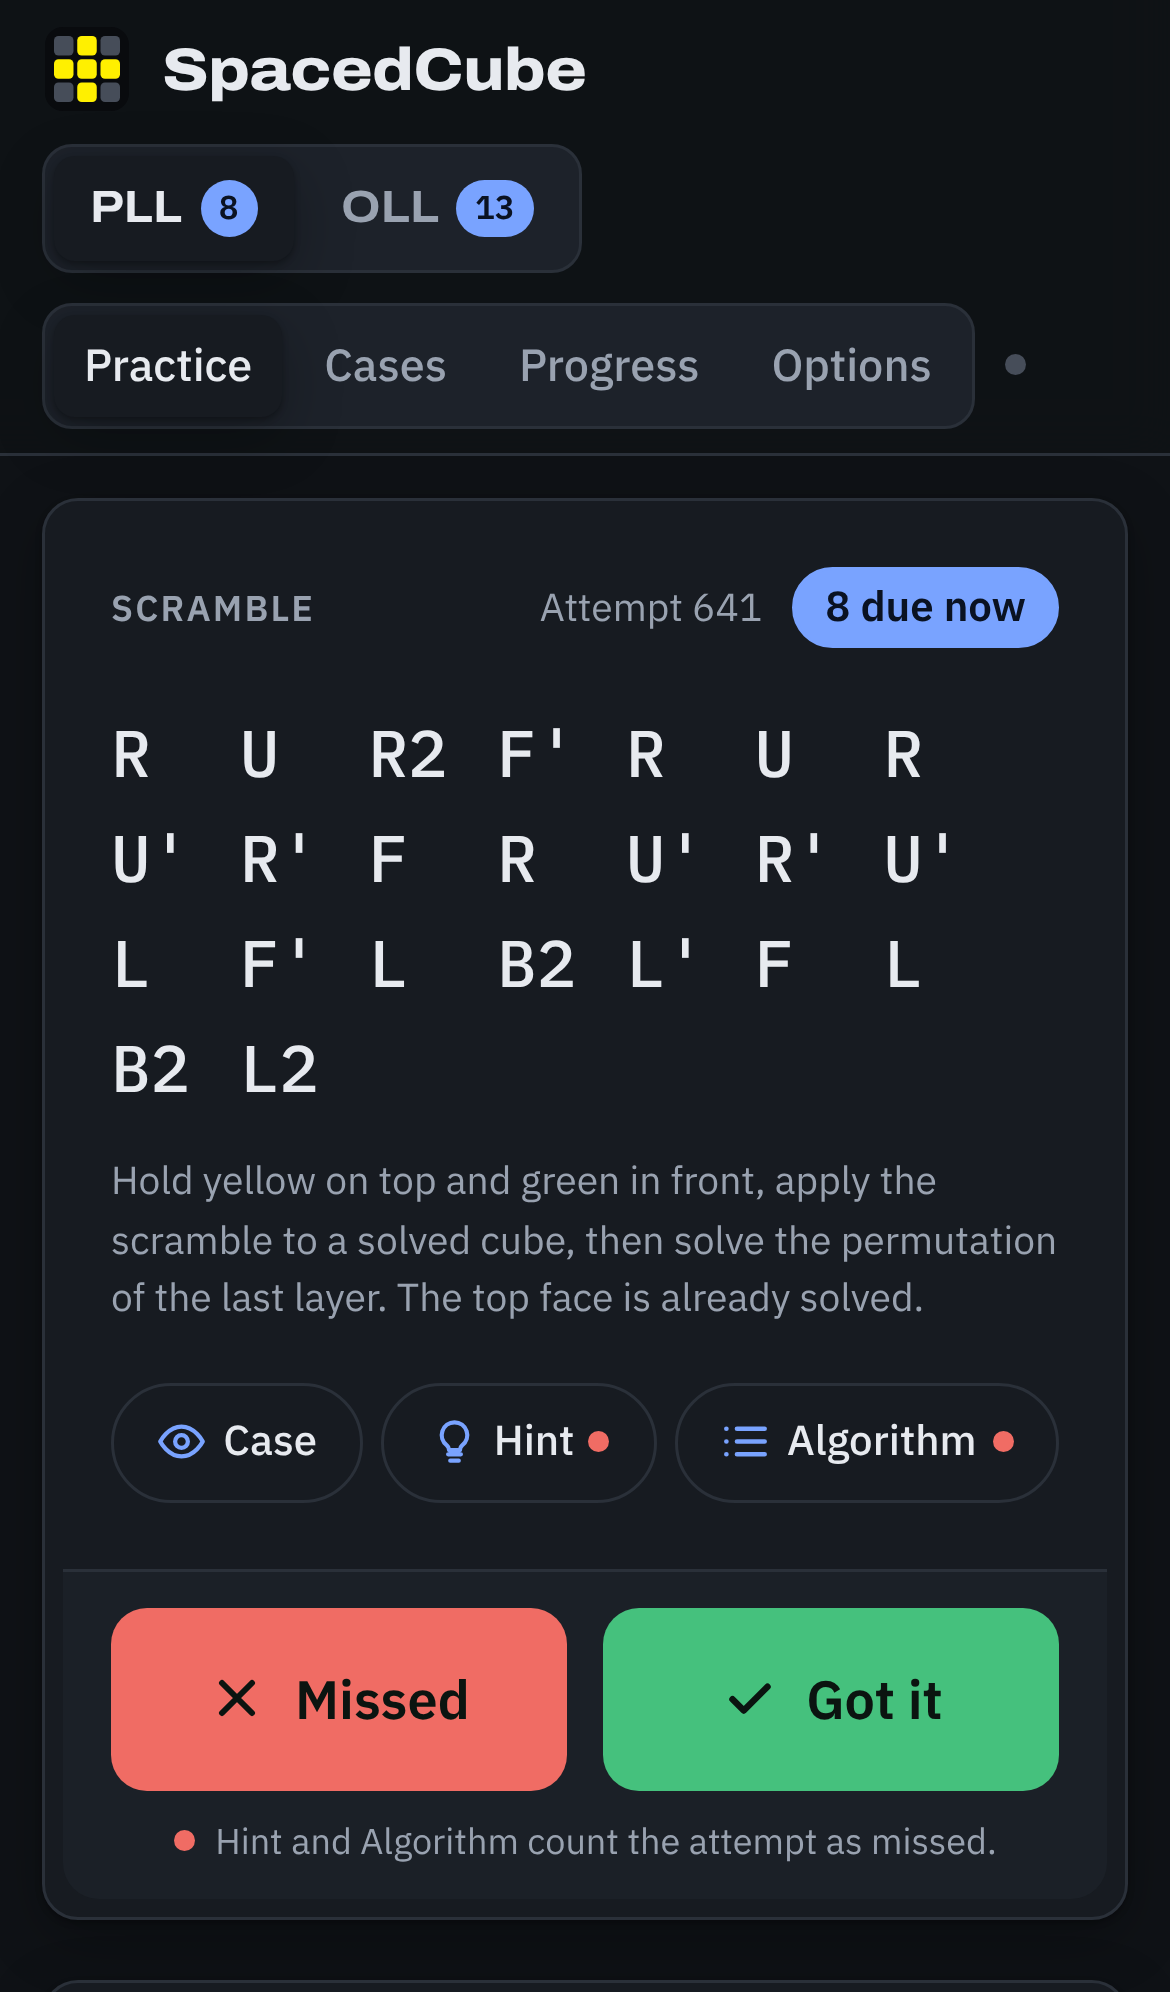 SpacedCube
PLL 8 OLL 13
Practice Cases Progress Options
SCRAMBLE Attempt 641 8 due now
R U R2 F' R U R
U' R' F R U' R' U'
L F' L B2 L' F L
B2 L2
Hold yellow on top and green in front, apply the
scramble to a solved cube, then solve the permutation
of the last layer. The top face is already solved.
Case Hint Algorithm
Missed Got it
Hint and Algorithm count the attempt as missed.